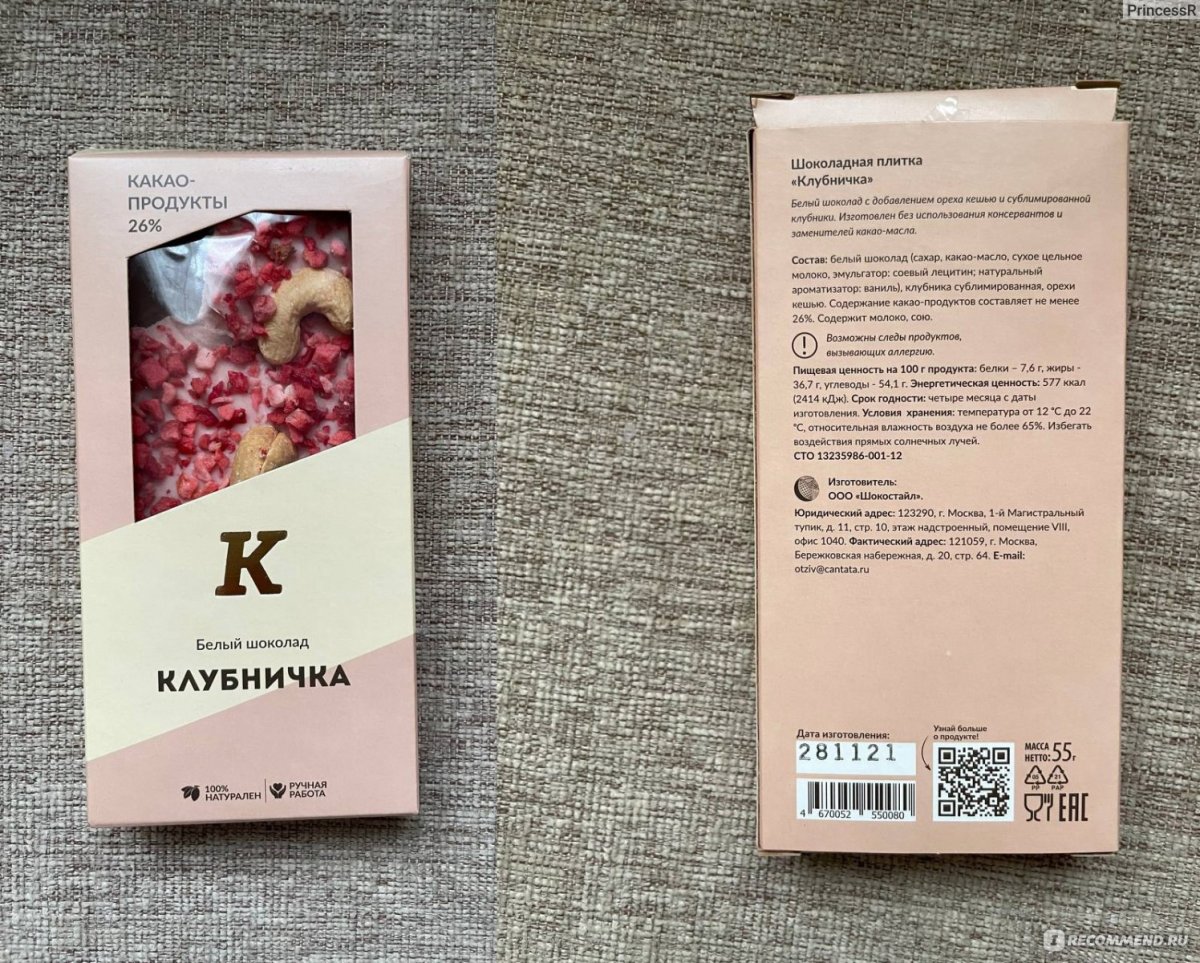 PrincessR
КАКАО-
ПРОДУКТЫ
26%
К
Белый шоколад
КЛУБНИЧКА
100%
НАТУРАЛЕН
РУЧНАЯ
РАБОТА
Шоколадная плитка
«Клубничка»
Белый шоколад с добавлением ореха кешью и сублимированной
клубники. Изготовлен без использования консервантов и
заменителей какао-масла.
Состав: белый шоколад (сахар, какао-масло, сухое цельное
молоко, эмульгатор: соевый лецитин; натуральный
ароматизатор: ваниль), клубника сублимированная, орехи
кешью. Содержание какао-продуктов составляет не менее
26%. Содержит молоко, сою.
Возможны следы продуктов,
вызывающих аллергию.
Пищевая ценность на 100 г продукта: белки – 7,6 г, жиры -
36,7 г, углеводы - 54,1 г. Энергетическая ценность: 577 ккал
(2414 кДж). Срок годности: четыре месяца с даты
изготовления. Условия хранения: температура от 12 °С до 22
°С, относительная влажность воздуха не более 65%. Избегать
воздействия прямых солнечных лучей.
СТО 13235986-001-12
Изготовитель:
ООО «Шокостайл».
Юридический адрес: 123290, г. Москва, 1-й Магистральный
тупик, д. 11, стр. 10, этаж надстроенный, помещение VIII,
офис 1040. Фактический адрес: 121059, г. Москва,
Бережковская набережная, д. 20, стр. 64. E-mail:
otziv@cantata.ru
Дата изготовления:
281121
4 670052 550080
Узнай больше
о продукте!
МАССА
НЕТТО: 55г
PP
21
PAP
EAC
RECOMMEND.RU